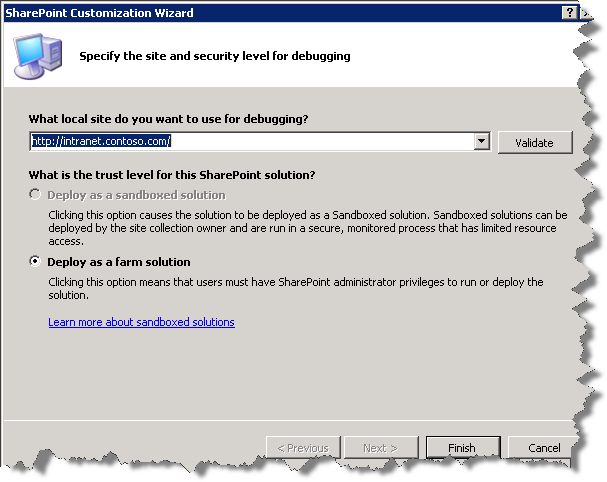 SharePoint Customization Wizard
?
Specify the site and security level for debugging
What local site do you want to use for debugging?
http://intranet.contoso.com/
Validate
What is the trust level for this SharePoint solution?
Deploy as a sandboxed solution
Clicking this option causes the solution to be deployed as a Sandboxed solution. Sandboxed solutions can be
deployed by the site collection owner and are run in a secure, monitored process that has limited resource
access.
Deploy as a farm solution
Clicking this option means that users must have SharePoint administrator privileges to run or deploy the
solution.
Learn more about sandboxed solutions
< Previous
Next >
Finish
Cancel